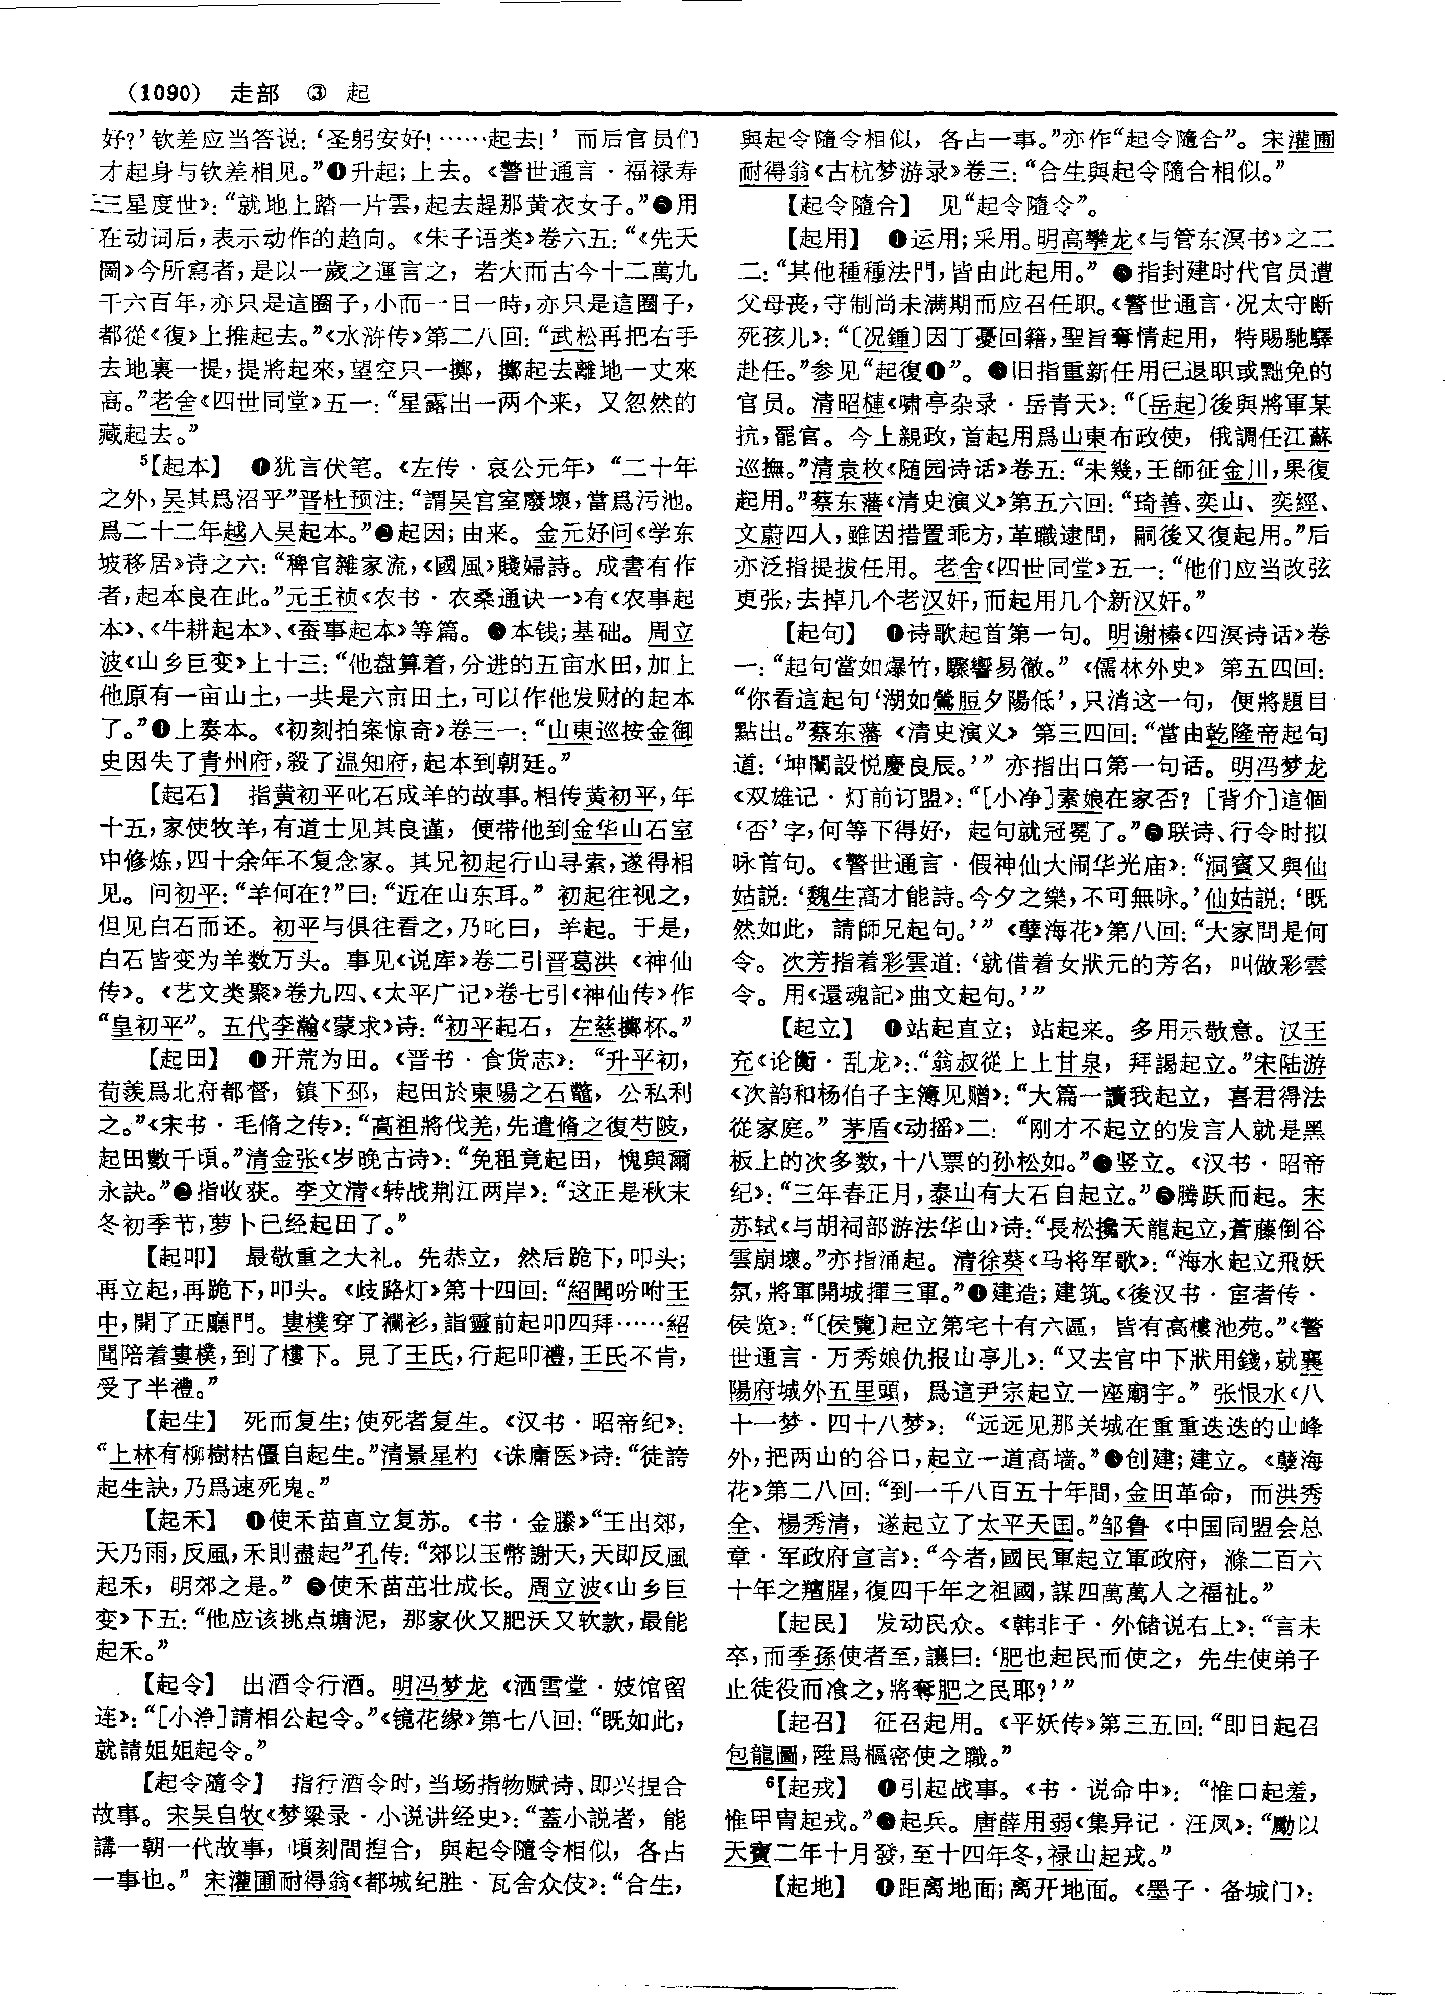 (1090) 走部 ③ 起
好？’钦差应当答说：‘圣躬安好！……起去！’ 而后官员们
才起身与钦差相见。”❹升起；上去。《警世通言·福禄寿
三星度世》：“就地上踏一片雲，起去趕那黄衣女子。”❺用
在动词后，表示动作的趋向。《朱子语类》卷六五：“《先天
圖》今所寫者，是以一歲之運言之，若大而古今十二萬九
千六百年，亦只是這圈子，小而一日一時，亦只是這圈子，
都從《復》上推起去。”《水浒传》第二八回：“武松再把右手
去地裏一提，提將起來，望空只一擲，擲起去離地一丈來
高。”老舍《四世同堂》五一：“星露出一两个来，又忽然的
藏起去。”
⁵【起本】 ❶犹言伏笔。《左传·哀公元年》“二十年
之外，吴其爲沼乎”晋杜预注：“謂吴宫室廢壞，當爲污池。
爲二十二年越入吴起本。”❷起因；由来。金元好问《学东
坡移居》诗之六：“稗官雜家流，《國風》賤婦詩。成書有作
者，起本良在此。”元王祯《农书·农桑通诀一》有《农事起
本》、《牛耕起本》、《蚕事起本》等篇。❸本钱；基础。周立
波《山乡巨变》上十三：“他盘算着，分进的五亩水田，加上
他原有一亩山土，一共是六亩田土，可以作他发财的起本
了。”❹上奏本。《初刻拍案惊奇》卷三一：“山東巡按金御
史因失了青州府，殺了温知府，起本到朝廷。”
【起石】 指黄初平叱石成羊的故事。相传黄初平，年
十五，家使牧羊，有道士见其良谨，便带他到金华山石室
中修炼，四十余年不复念家。其兄初起行山寻索，遂得相
见。问初平：“羊何在？”曰：“近在山东耳。” 初起往视之，
但见白石而还。初平与俱往看之，乃叱曰，羊起。于是，
白石皆变为羊数万头。事见《说库》卷二引晋葛洪《神仙
传》。《艺文类聚》卷九四、《太平广记》卷七引《神仙传》作
“皇初平”。五代李瀚《蒙求》诗：“初平起石，左慈擲杯。”
【起田】 ❶开荒为田。《晋书·食货志》：“升平初，
荀羡爲北府都督，鎮下邳，起田於東陽之石鼈，公私利
之。”《宋书·毛脩之传》：“高祖將伐羌，先遣脩之復芍陂，
起田數千頃。”清金张《岁晚古诗》：“免租竟起田，愧與爾
永訣。”❷指收获。李文清《转战荆江两岸》：“这正是秋末
冬初季节，萝卜已经起田了。”
【起叩】 最敬重之大礼。先恭立，然后跪下，叩头；
再立起，再跪下，叩头。《歧路灯》第十四回：“紹聞吩咐王
中，開了正廳門。婁樸穿了襴衫，詣靈前起叩四拜……紹
聞陪着婁樸，到了樓下。見了王氏，行起叩禮，王氏不肯，
受了半禮。”
【起生】 死而复生；使死者复生。《汉书·昭帝纪》：
“上林有柳樹枯僵自起生。”清景星杓《诛庸医》诗：“徒誇
起生訣，乃爲速死鬼。”
【起禾】 ❶使禾苗直立复苏。《书·金縢》“王出郊，
天乃雨，反風，禾則盡起”孔传：“郊以玉幣謝天，天即反風
起禾，明郊之是。” ❷使禾苗茁壮成长。周立波《山乡巨
变》下五：“他应该挑点塘泥，那家伙又肥沃又软款，最能
起禾。”
【起令】 出酒令行酒。明冯梦龙《洒雪堂·妓馆留
连》：“［小净］請相公起令。”《镜花缘》第七八回：“既如此，
就請姐姐起令。”
【起令隨令】 指行酒令时，当场指物赋诗、即兴捏合
故事。宋吴自牧《梦粱录·小说讲经史》：“蓋小説者，能
講一朝一代故事，頃刻間捏合，與起令隨令相似，各占
一事也。” 宋灌圃耐得翁《都城纪胜·瓦舍众伎》：“合生，
與起令隨令相似，各占一事。”亦作“起令隨合”。宋灌圃
耐得翁《古杭梦游录》卷三：“合生與起令隨合相似。”
【起令隨合】 见“起令隨令”。
【起用】 ❶运用；采用。明高攀龙《与管东溟书》之二
二：“其他種種法門，皆由此起用。” ❷指封建时代官员遭
父母丧，守制尚未满期而应召任职。《警世通言·况太守断
死孩儿》：“〔况鍾〕因丁憂回籍，聖旨奪情起用，特賜馳驛
赴任。”参见“起復❶”。❸旧指重新任用已退职或黜免的
官员。清昭槤《啸亭杂录·岳青天》：“〔岳起〕後與將軍某
抗，罷官。今上親政，首起用爲山東布政使，俄調任江蘇
巡撫。”清袁枚《随园诗话》卷五：“未幾，王師征金川，果復
起用。”蔡东藩《清史演义》第五六回：“琦善、奕山、奕經、
文蔚四人，雖因措置乖方，革職逮問，嗣後又復起用。”后
亦泛指提拔任用。老舍《四世同堂》五一：“他们应当改弦
更张，去掉几个老汉奸，而起用几个新汉奸。”
【起句】 ❶诗歌起首第一句。明谢榛《四溟诗话》卷
一：“起句當如爆竹，驟響易徹。”《儒林外史》第五四回：
“你看這起句‘湖如鶯脰夕陽低’，只消这一句，便將題目
點出。”蔡东藩《清史演义》第三四回：“當由乾隆帝起句
道：‘坤闈設悦慶良辰。’”亦指出口第一句话。明冯梦龙
《双雄记·灯前订盟》：“［小净］素娘在家否？［背介］這個
‘否’字，何等下得好，起句就冠冕了。”❷联诗、行令时拟
咏首句。《警世通言·假神仙大闹华光庙》：“洞賓又與仙
姑説：‘魏生高才能詩。今夕之樂，不可無咏。’仙姑説：‘既
然如此，請師兄起句。’”《孽海花》第八回：“大家問是何
令。次芳指着彩雲道：‘就借着女狀元的芳名，叫做彩雲
令。用《還魂記》曲文起句。’”
【起立】 ❶站起直立；站起来。多用示敬意。汉王
充《论衡·乱龙》：“翁叔從上上甘泉，拜謁起立。”宋陆游
《次韵和杨伯子主簿见赠》：“大篇一讀我起立，喜君得法
從家庭。” 茅盾《动摇》二：“刚才不起立的发言人就是黑
板上的次多数，十八票的孙松如。”❷竖立。《汉书·昭帝
纪》：“三年春正月，泰山有大石自起立。”❸腾跃而起。宋
苏轼《与胡祠部游法华山》诗：“長松攙天龍起立，蒼藤倒谷
雲崩壞。”亦指涌起。清徐葵《马将军歌》：“海水起立飛妖
氛，將軍開城揮三軍。”❹建造；建筑。《後汉书·宦者传·
侯览》：“〔侯覽〕起立第宅十有六區，皆有高樓池苑。”《警
世通言·万秀娘仇报山亭儿》：“又去官中下狀用錢，就襄
陽府城外五里頭，爲這尹宗起立一座廟宇。” 张恨水《八
十一梦·四十八梦》：“远远见那关城在重重迭迭的山峰
外，把两山的谷口，起立一道高墙。”❺创建；建立。《孽海
花》第二八回：“到一千八百五十年間，金田革命，而洪秀
全、楊秀清，遂起立了太平天国。”邹鲁《中国同盟会总
章·军政府宣言》：“今者，國民軍起立軍政府，滌二百六
十年之羶腥，復四千年之祖國，謀四萬萬人之福祉。”
【起民】 发动民众。《韩非子·外储说右上》：“言未
卒，而季孫使者至，讓曰：‘肥也起民而使之，先生使弟子
止徒役而飡之，將奪肥之民耶？’”
【起召】 征召起用。《平妖传》第三五回：“即日起召
包龍圖，陞爲樞密使之職。”
⁶【起戎】 ❶引起战事。《书·说命中》：“惟口起羞，
惟甲胄起戎。”❷起兵。唐薛用弱《集异记·汪凤》：“勵以
天寶二年十月發，至十四年冬，禄山起戎。”
【起地】 ❶距离地面；离开地面。《墨子·备城门》：